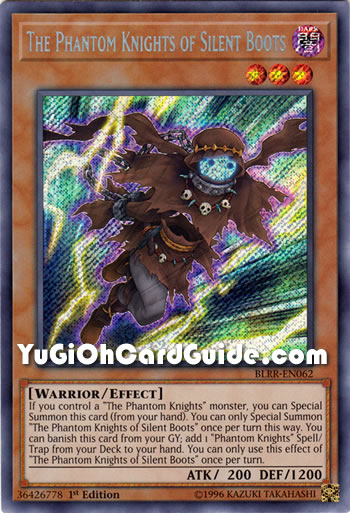 The Phantom Knights of Silent Boots
DARK
YuGiOhCardGuide.com
BLRR-EN062
[Warrior/Effect]
If you control a "The Phantom Knights" monster, you can Special
Summon this card (from your hand). You can only Special Summon
"The Phantom Knights of Silent Boots" once per turn this way. You
can banish this card from your GY; add 1 "Phantom Knights" Spell/
Trap from your Deck to your hand. You can only use this effect of
"The Phantom Knights of Silent Boots" once per turn.
ATK/ 200 DEF/1200
36426778 1st Edition ©1996 KAZUKI TAKAHASHI